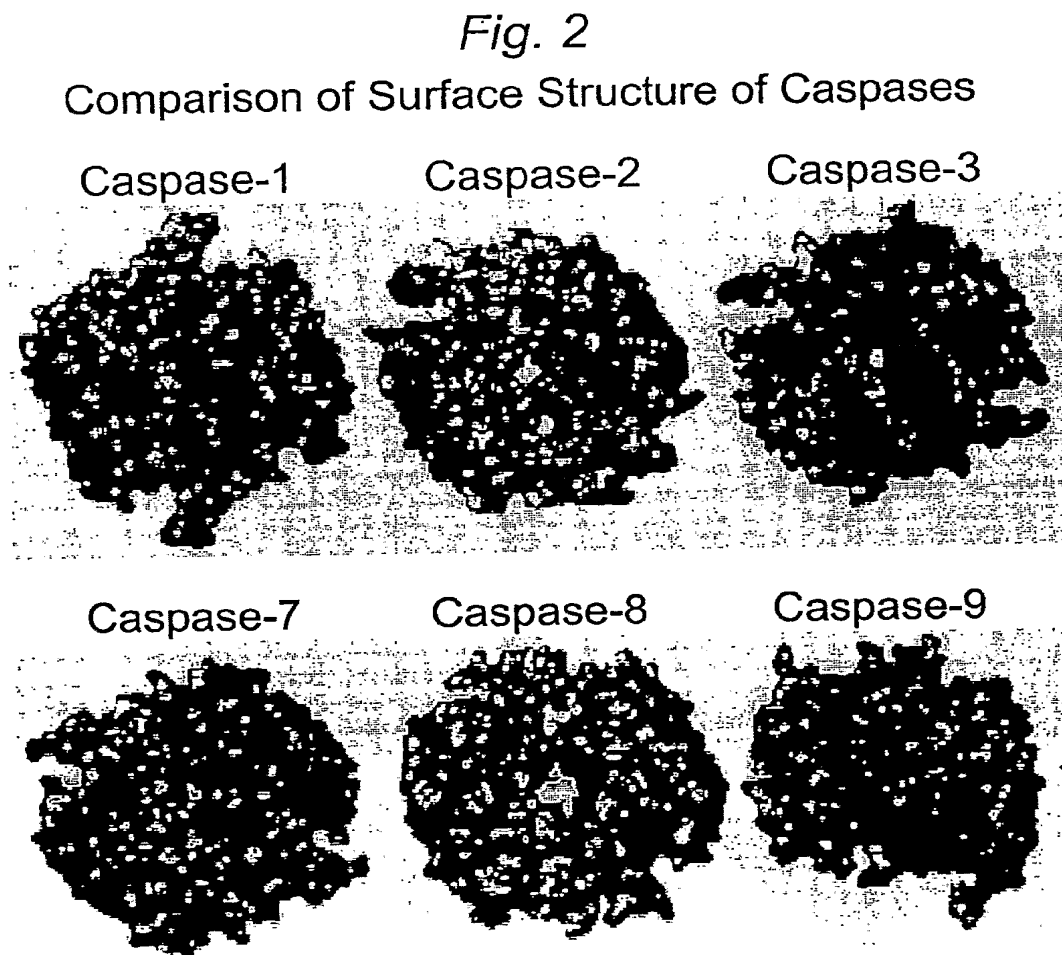 Fig. 2
Comparison of Surface Structure of Caspases
Caspase-1 Caspase-2 Caspase-3
Caspase-7 Caspase-8 Caspase-9